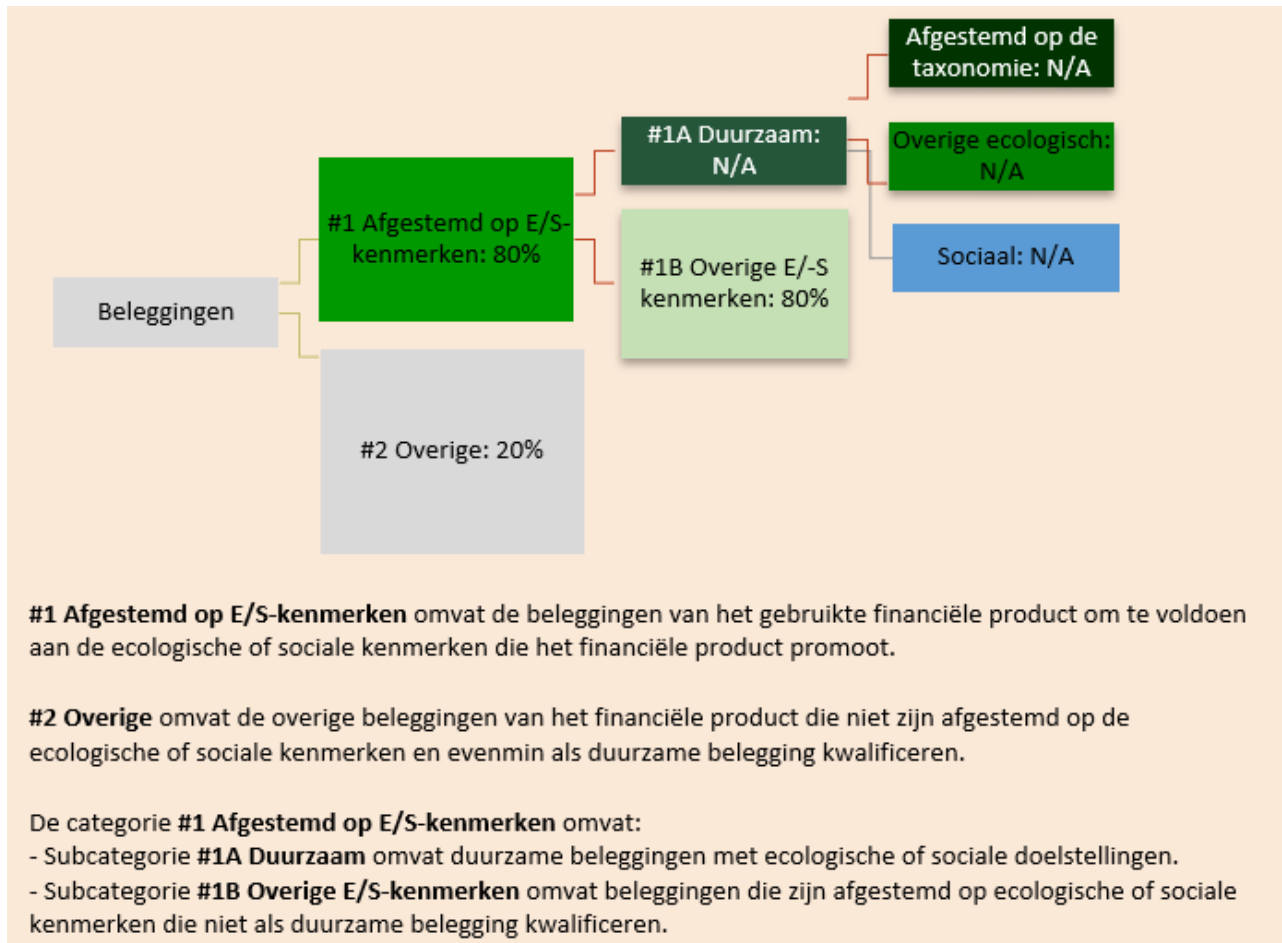 Afgestemd op de
taxonomie: N/A
#1A Duurzaam:
N/A
Overige ecologisch:
N/A
#1 Afgestemd op E/S-
kenmerken: 80%
#1B Overige E/-S
kenmerken: 80%
Sociaal: N/A
Beleggingen
#2 Overige: 20%
#1 Afgestemd op E/S-kenmerken omvat de beleggingen van het gebruikte financiële product om te voldoen
aan de ecologische of sociale kenmerken die het financiële product promoot.
#2 Overige omvat de overige beleggingen van het financiële product die niet zijn afgestemd op de
ecologische of sociale kenmerken en evenmin als duurzame belegging kwalificeren.
De categorie #1 Afgestemd op E/S-kenmerken omvat:
- Subcategorie #1A Duurzaam omvat duurzame beleggingen met ecologische of sociale doelstellingen.
- Subcategorie #1B Overige E/S-kenmerken omvat beleggingen die zijn afgestemd op ecologische of sociale
kenmerken die niet als duurzame belegging kwalificeren.